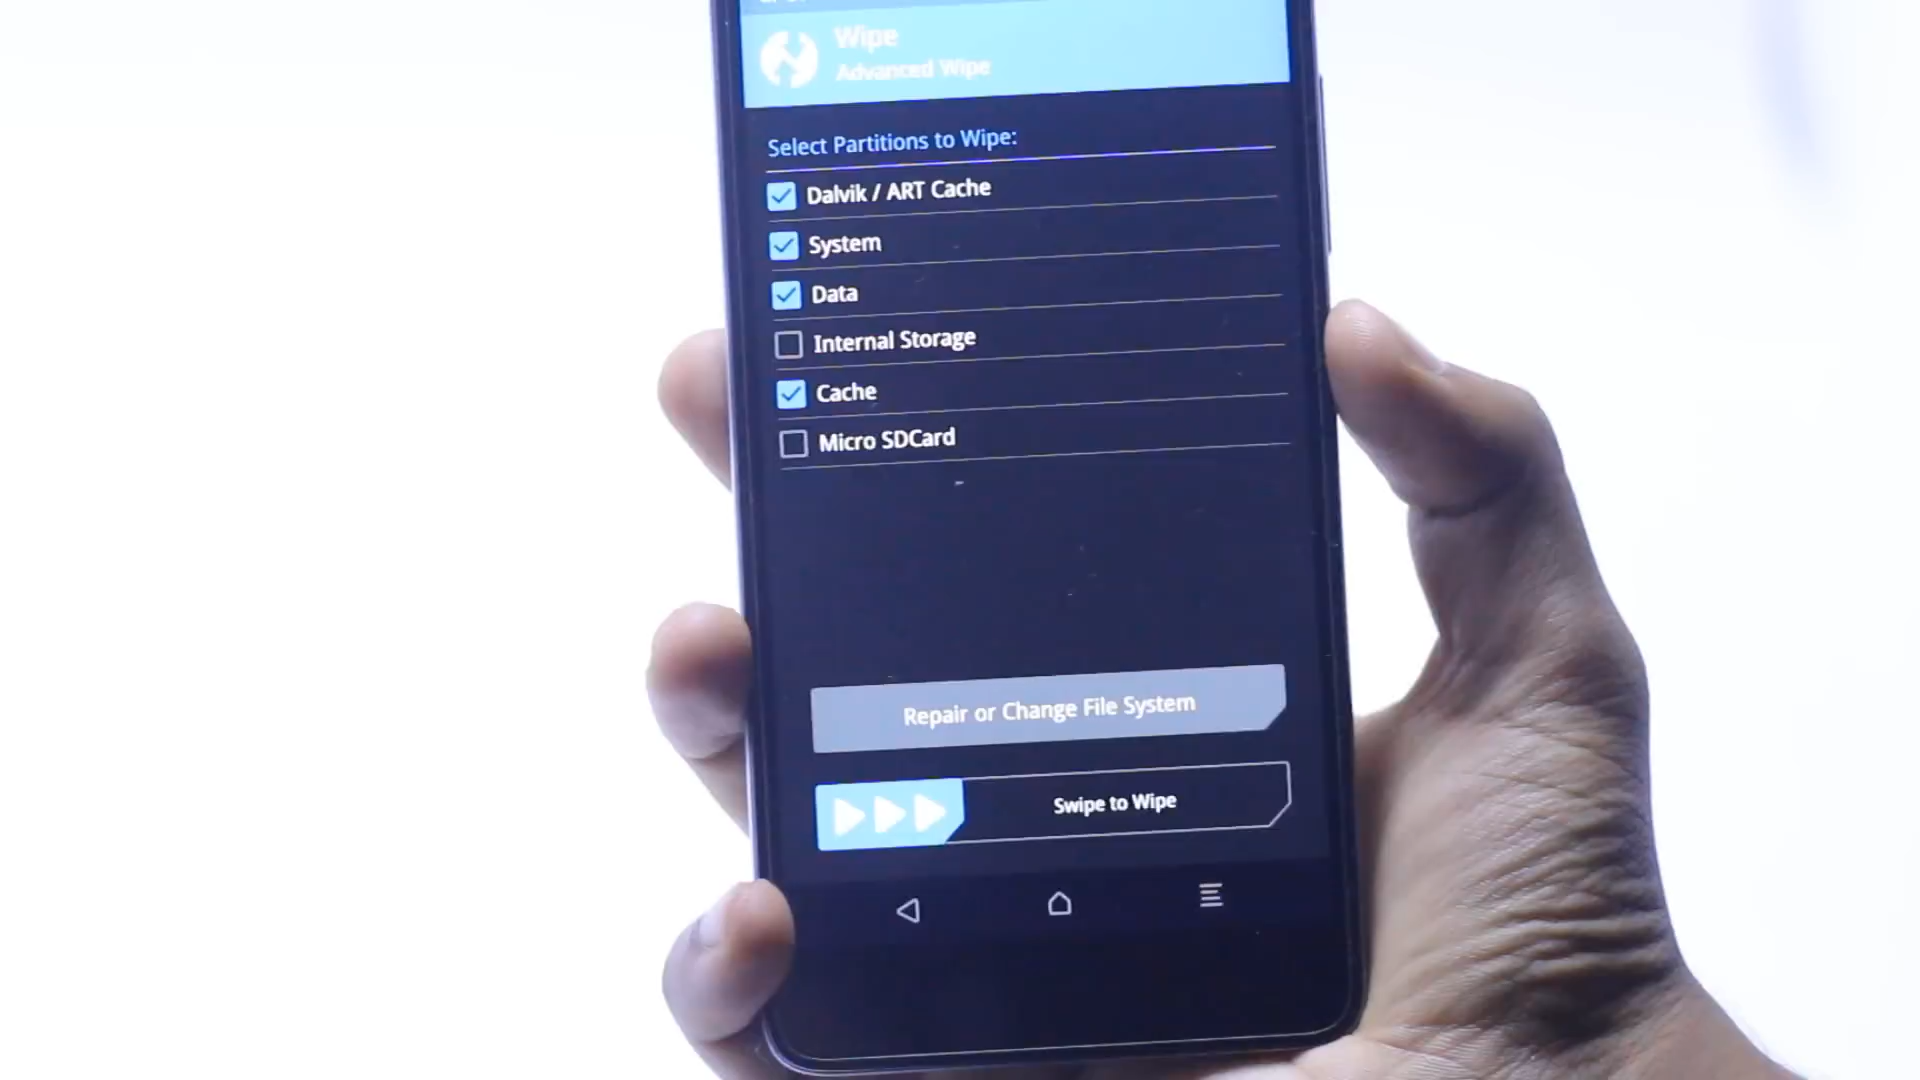 Wipe
Advanced Wipe
Select Partitions to Wipe:
Dalvik / ART Cache
System
Data
Internal Storage
Cache
Micro SDCard
Repair or Change File System
Swipe to Wipe